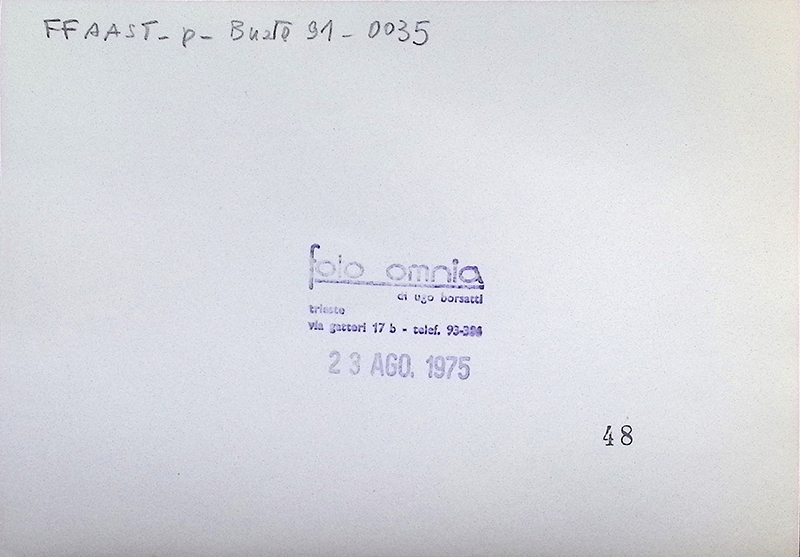 FFAAST-p-Busta 91-0035
foto omnia
di ugo borsatti
trieste
via gatteri 17 b - telef. 93-386
23 AGO. 1975
48